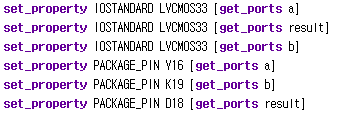 set_property IOSTANDARD LVCMOS33 [get_ports a]
set_property IOSTANDARD LVCMOS33 [get_ports result]
set_property IOSTANDARD LVCMOS33 [get_ports b]
set_property PACKAGE_PIN Y16 [get_ports a]
set_property PACKAGE_PIN K19 [get_ports b]
set_property PACKAGE_PIN D18 [get_ports result]